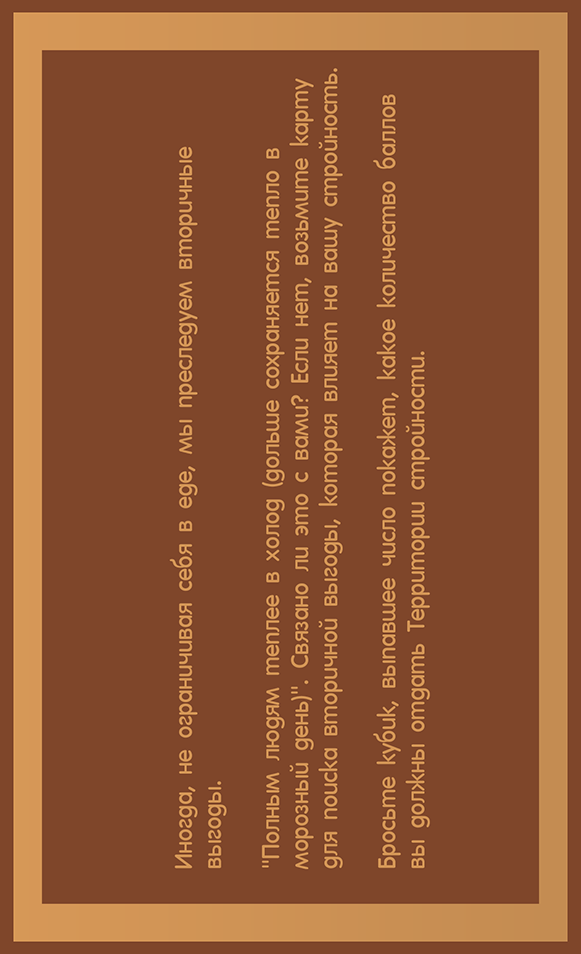 Иногда, не ограничивая себя в еде, мы преследуем вторичные
выгоды.
"Полным людям теплее в холод (дольше сохраняется тепло в
морозный день)". Связано ли это с вами? Если нет, возьмите карту
для поиска вторичной выгоды, которая влияет на вашу стройность.
Бросьте кубик, выпавшее число покажет, какое количество баллов
вы должны отдать Территории стройности.